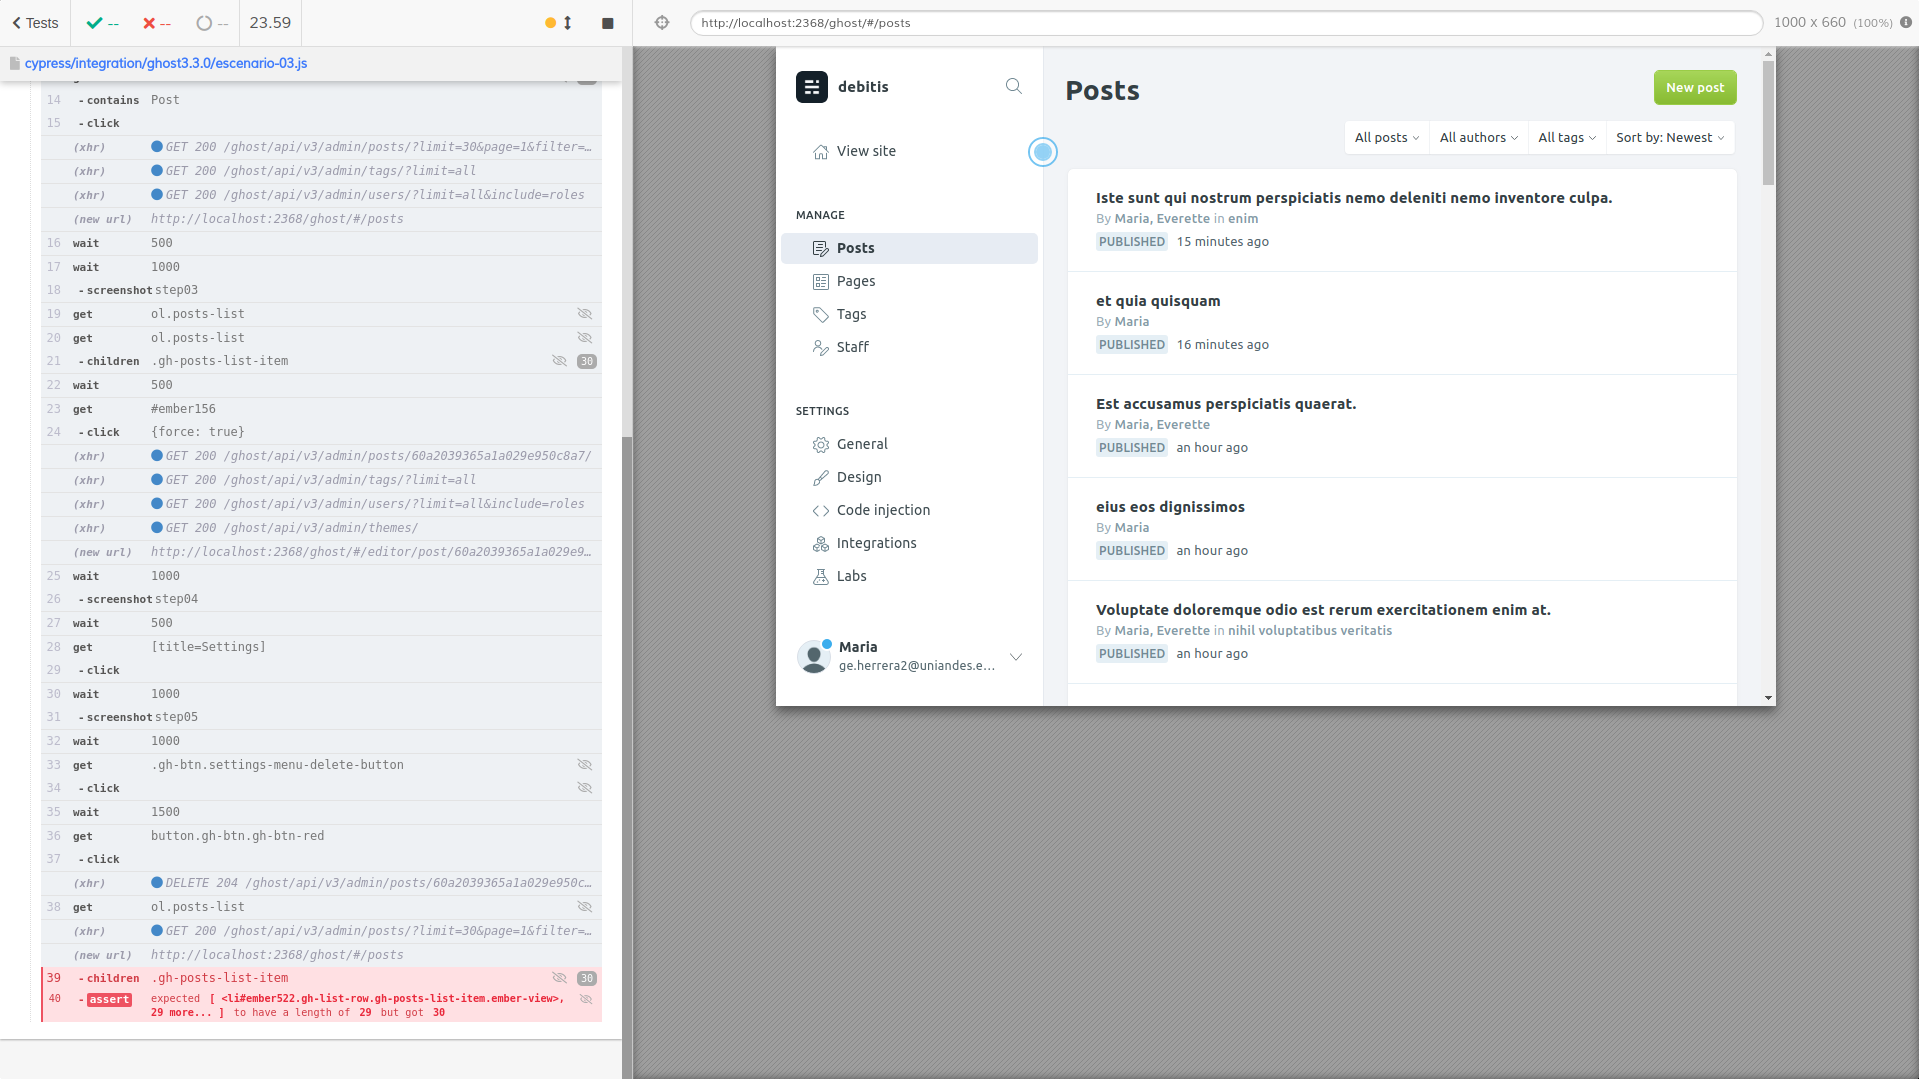 Tests
--
--
--
23.59
http://localhost:2368/ghost/#/posts
1000 x 660 (100%)
cypress/integration/ghost3.3.0/escenario-03.js
14 -contains Post
15 -click
(xhr) GET 200 /ghost/api/v3/admin/posts/?limit=30&page=1&filter=…
(xhr) GET 200 /ghost/api/v3/admin/tags/?limit=all
(xhr) GET 200 /ghost/api/v3/admin/users/?limit=all&include=roles
(new url) http://localhost:2368/ghost/#/posts
16 wait 500
17 wait 1000
18 -screenshot step03
19 get ol.posts-list
20 get ol.posts-list
21 -children .gh-posts-list-item 30
22 wait 500
23 get #ember156
24 -click {force: true}
(xhr) GET 200 /ghost/api/v3/admin/posts/60a2039365a1a029e950c8a7/
(xhr) GET 200 /ghost/api/v3/admin/tags/?limit=all
(xhr) GET 200 /ghost/api/v3/admin/users/?limit=all&include=roles
(xhr) GET 200 /ghost/api/v3/admin/themes/
(new url) http://localhost:2368/ghost/#/editor/post/60a2039365a1a029e9…
25 wait 1000
26 -screenshot step04
27 wait 500
28 get [title=Settings]
29 -click
30 wait 1000
31 -screenshot step05
32 wait 1000
33 get .gh-btn.settings-menu-delete-button
34 -click
35 wait 1500
36 get button.gh-btn.gh-btn-red
37 -click
(xhr) DELETE 204 /ghost/api/v3/admin/posts/60a2039365a1a029e950c…
38 get ol.posts-list
(xhr) GET 200 /ghost/api/v3/admin/posts/?limit=30&page=1&filter=…
(new url) http://localhost:2368/ghost/#/posts
39 -children .gh-posts-list-item 30
40 -assert expected [ <li#ember522.gh-list-row.gh-posts-list-item.ember-view>,
29 more... ] to have a length of 29 but got 30
debitis
View site
MANAGE
Posts
Pages
Tags
Staff
SETTINGS
General
Design
Code injection
Integrations
Labs
Maria
ge.herrera2@uniandes.e...
Posts
New post
All posts
All authors
All tags
Sort by: Newest
Iste sunt qui nostrum perspiciatis nemo deleniti nemo inventore culpa.
By Maria, Everette in enim
PUBLISHED 15 minutes ago
et quia quisquam
By Maria
PUBLISHED 16 minutes ago
Est accusamus perspiciatis quaerat.
By Maria, Everette
PUBLISHED an hour ago
eius eos dignissimos
By Maria
PUBLISHED an hour ago
Voluptate doloremque odio est rerum exercitationem enim at.
By Maria, Everette in nihil voluptatibus veritatis
PUBLISHED an hour ago